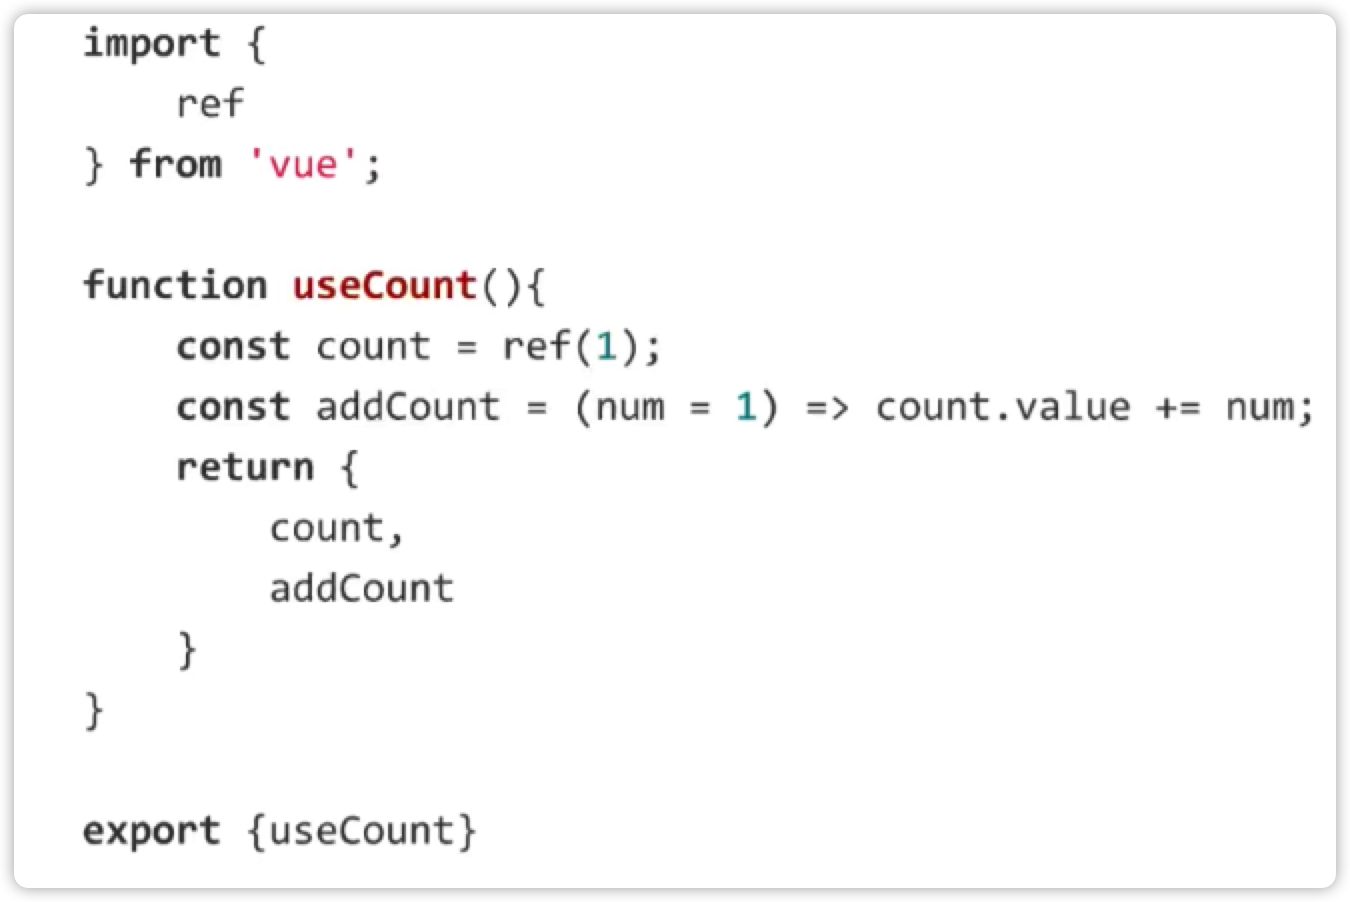 import {
    ref
} from 'vue';

function useCount(){
    const count = ref(1);
    const addCount = (num = 1) => count.value += num;
    return {
        count,
        addCount
    }
}

export {useCount}